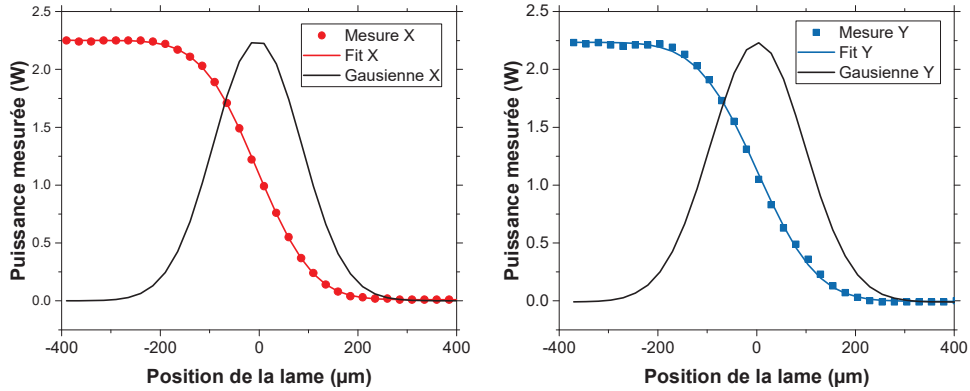 2.5
2.0
1.5
1.0
0.5
0.0
Puissance mesurée (W)
Mesure X
Fit X
Gausienne X
-400
-200
0
200
400
Position de la lame (µm)
2.5
2.0
1.5
1.0
0.5
0.0
Puissance mesurée (W)
Mesure Y
Fit Y
Gausienne Y
-400
-200
0
200
400
Position de la lame (µm)